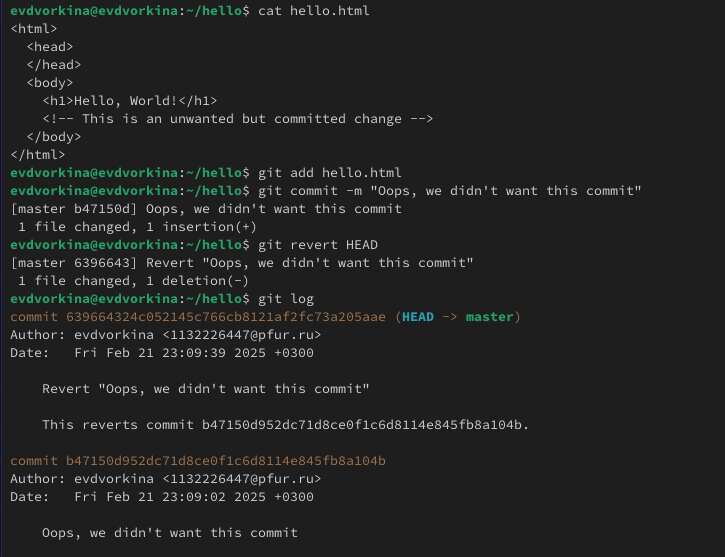 evdvorkina@evdvorkina:~/hello$ cat hello.html
<html>
  <head>
  </head>
  <body>
    <h1>Hello, World!</h1>
    <!-- This is an unwanted but committed change -->
  </body>
</html>
evdvorkina@evdvorkina:~/hello$ git add hello.html
evdvorkina@evdvorkina:~/hello$ git commit -m "Oops, we didn't want this commit"
[master b47150d] Oops, we didn't want this commit
 1 file changed, 1 insertion(+)
evdvorkina@evdvorkina:~/hello$ git revert HEAD
[master 6396643] Revert "Oops, we didn't want this commit"
 1 file changed, 1 deletion(-)
evdvorkina@evdvorkina:~/hello$ git log
commit 639664324c052145c766cb8121af2fc73a205aae (HEAD -> master)
Author: evdvorkina <1132226447@pfur.ru>
Date:   Fri Feb 21 23:09:39 2025 +0300

    Revert "Oops, we didn't want this commit"

    This reverts commit b47150d952dc71d8ce0f1c6d8114e845fb8a104b.

commit b47150d952dc71d8ce0f1c6d8114e845fb8a104b
Author: evdvorkina <1132226447@pfur.ru>
Date:   Fri Feb 21 23:09:02 2025 +0300

    Oops, we didn't want this commit